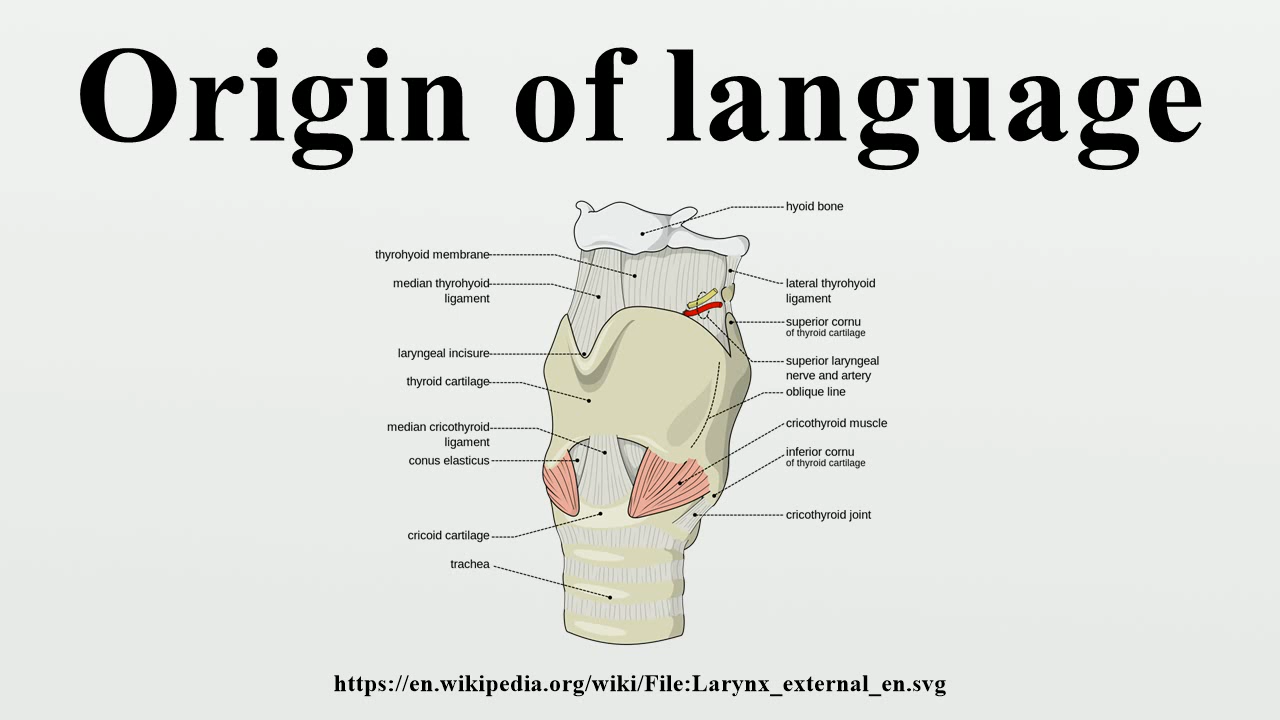 Origin of language
hyoid bone
thyrohyoid membrane
median thyrohyoid
ligament
lateral thyrohyoid
ligament
superior cornu
of thyroid cartilage
laryngeal incisure
superior laryngeal
nerve and artery
thyroid cartilage
oblique line
median cricothyroid
ligament
cricothyroid muscle
conus elasticus
inferior cornu
of thyroid cartilage
cricothyroid joint
cricoid cartilage
trachea
https://en.wikipedia.org/wiki/File:Larynx_external_en.svg